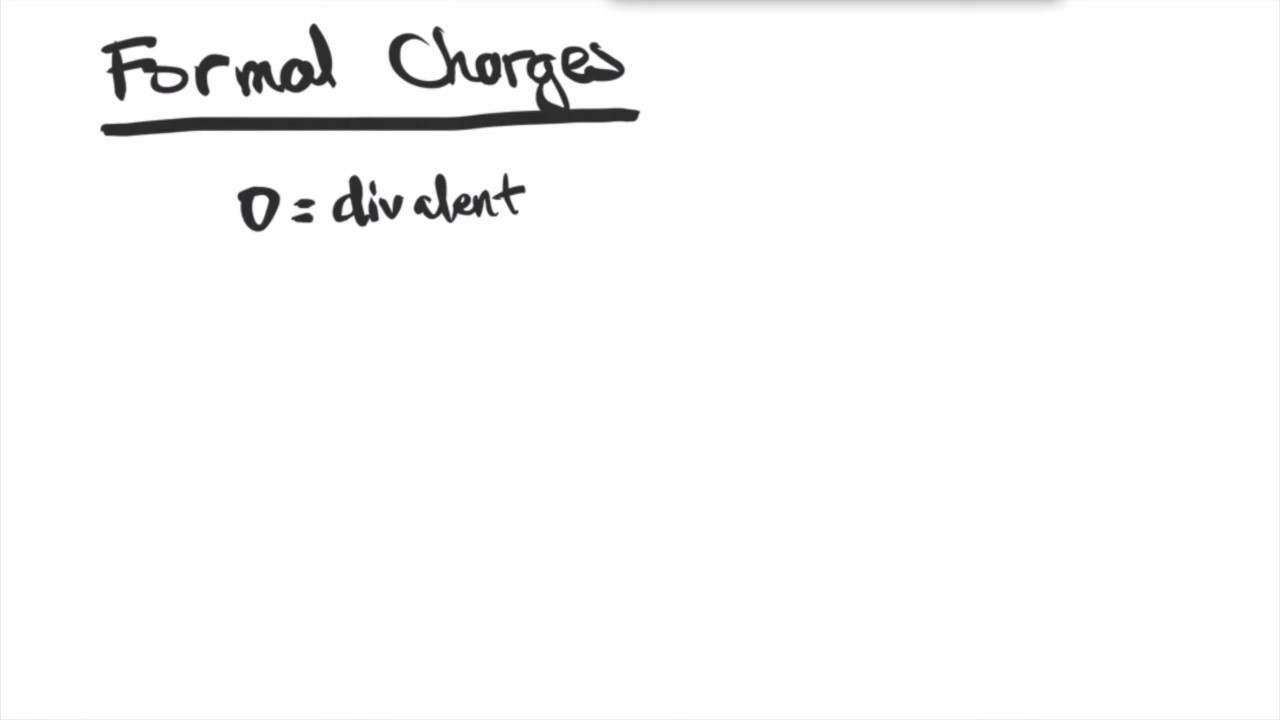 Formal Charges
O = divalent